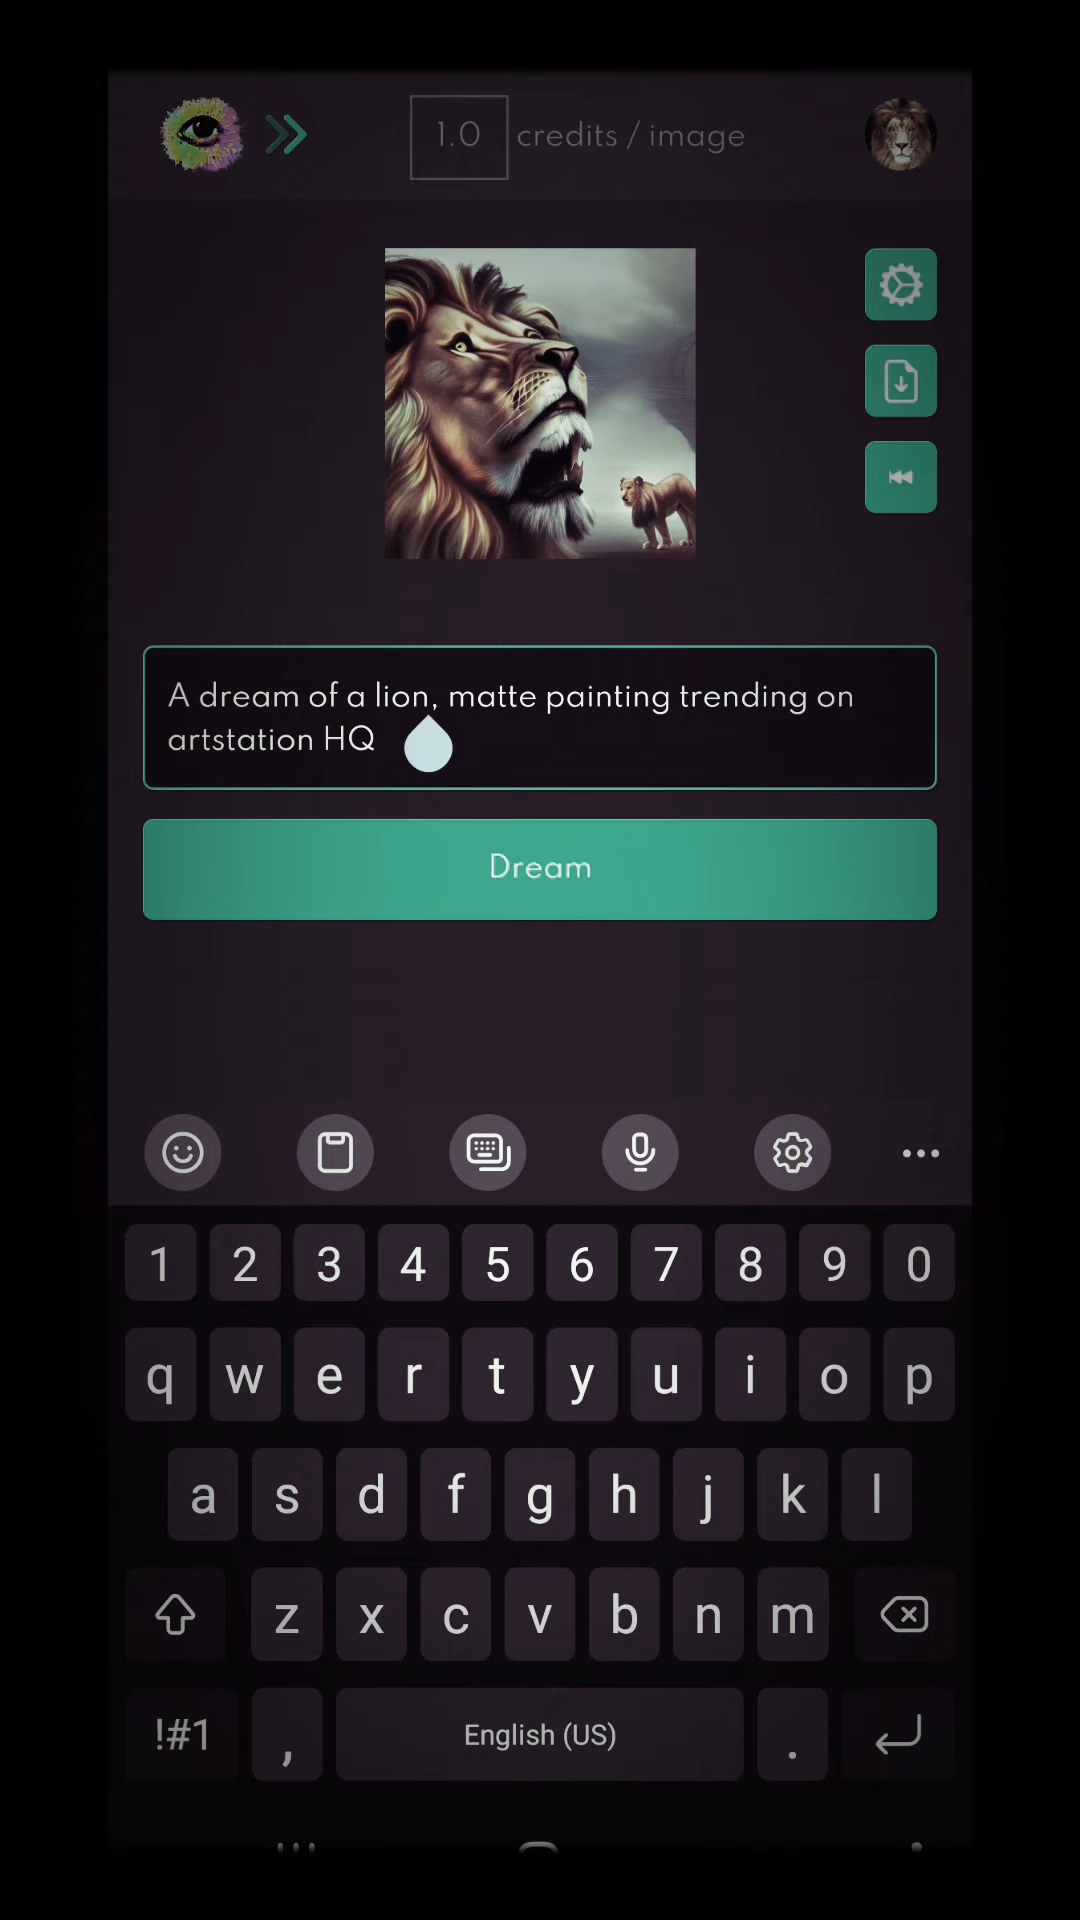 1.0 credits / image
A dream of a lion, matte painting trending on
artstation HQ
Dream
1 2 3 4 5 6 7 8 9 0
q w e r t y u i o p
a s d f g h j k l
z x c v b n m
!#1 , English (US) .